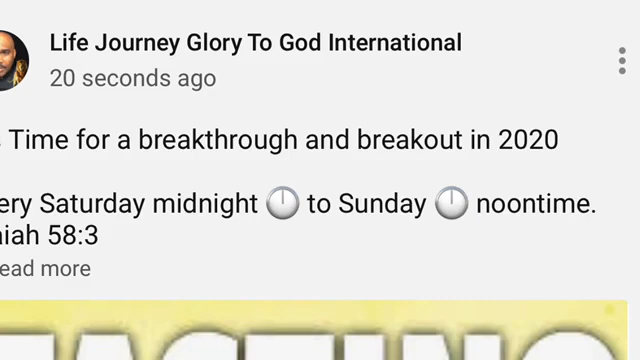 Life Journey Glory To God International
20 seconds ago
s Time for a breakthrough and breakout in 2020
ery Saturday midnight 🕛 to Sunday 🕛 noontime.
aiah 58:3
ead more